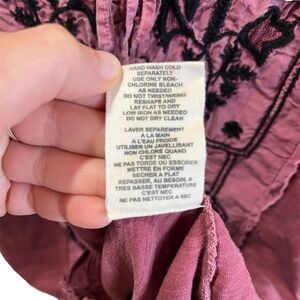 HAND WASH COLD
SEPARATELY
USE ONLY NON-
CHLORINE BLEACH
AS NEEDED
DO NOT TWIST/WRING
RESHAPE AND
LAY FLAT TO DRY
LOW IRON AS NEEDED
DO NOT DRY CLEAN
LAVER SEPAREMENT
A LA MAIN
A L'EAU FROIDE
UTILISER UN JAVELLISANT
NON CHLORE QUAND
C'EST NEC
NE PAS TORDE OU ESSORER
METTRE EN FORME
SECHER A PLAT
REPASSER, AU BESOIN, A
TRES BASSE TEMPERATURE
C'EST NEC
NE PAS NETTOYER A SEC